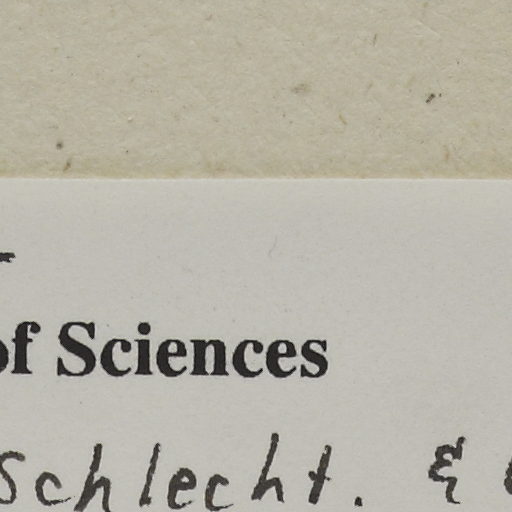 of Sciences
Schlecht. &